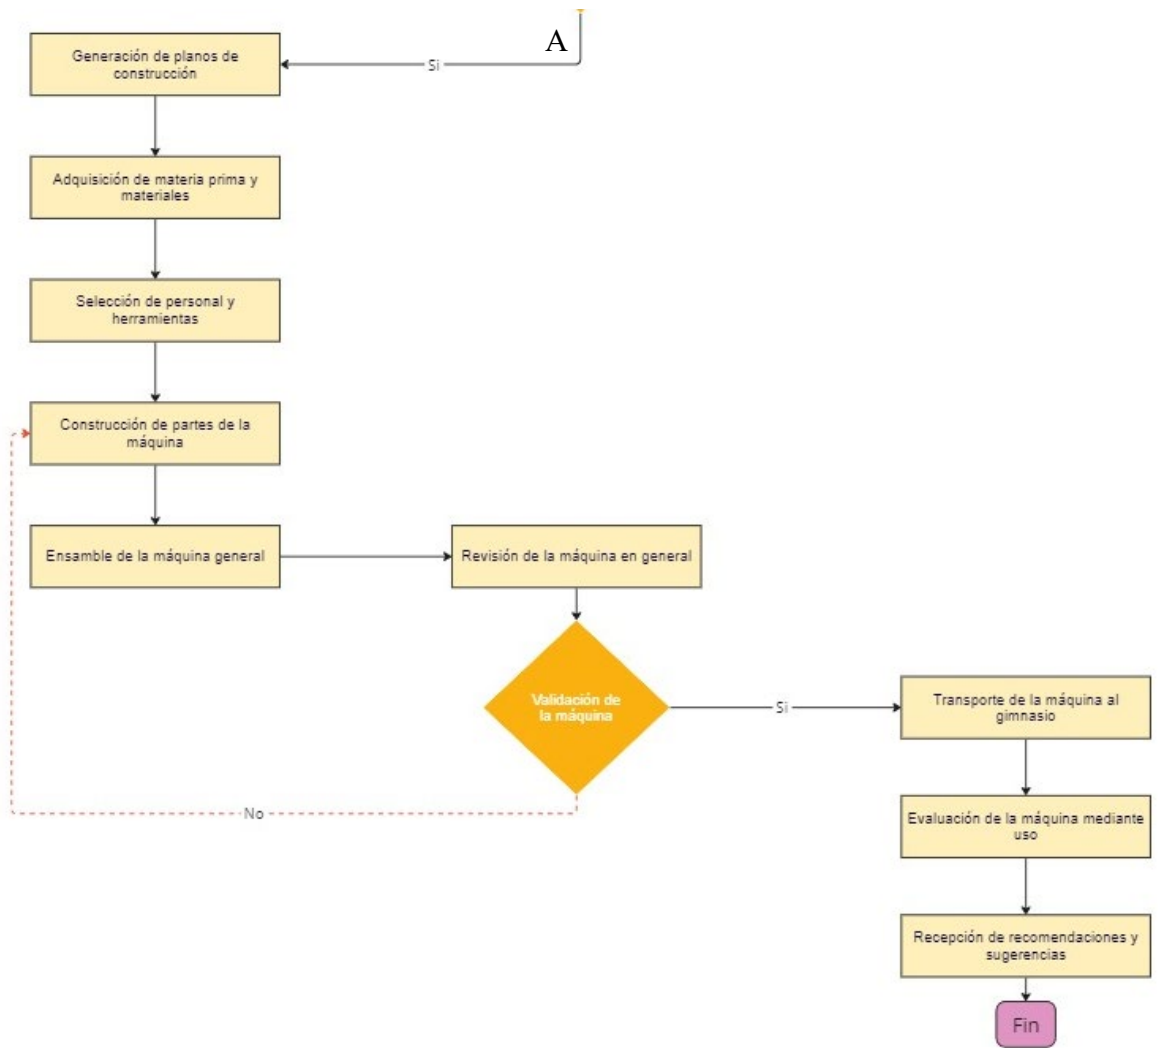 A
Si
Generación de planos de
construcción
Adquisición de materia prima y
materiales
Selección de personal y
herramientas
Construcción de partes de la
máquina
Ensamble de la máquina general
Revisión de la máquina en general
Validación de
la máquina
Si
No
Transporte de la máquina al
gimnasio
Evaluación de la máquina mediante
uso
Recepción de recomendaciones y
sugerencias
Fin